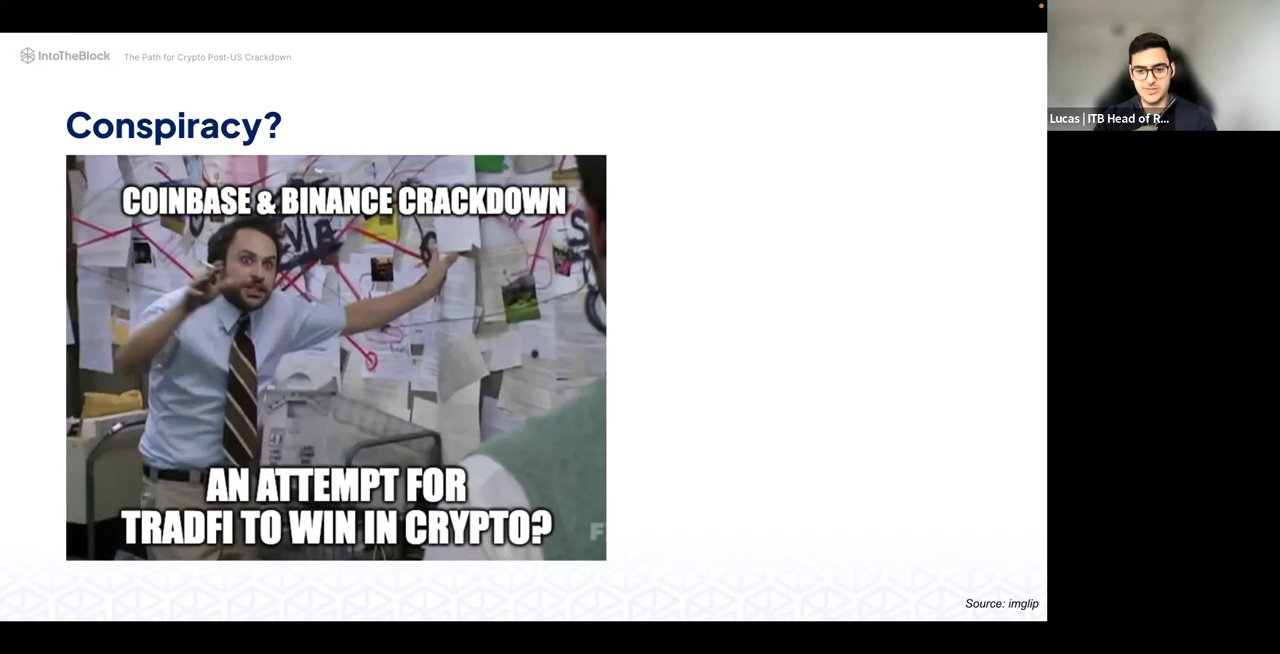 IntoTheBlock
The Path for Crypto Post-US Crackdown
Conspiracy?
COINBASE & BINANCE CRACKDOWN
AN ATTEMPT FOR
TRADFI TO WIN IN CRYPTO?
Source: imglip
Lucas | ITB Head of R...